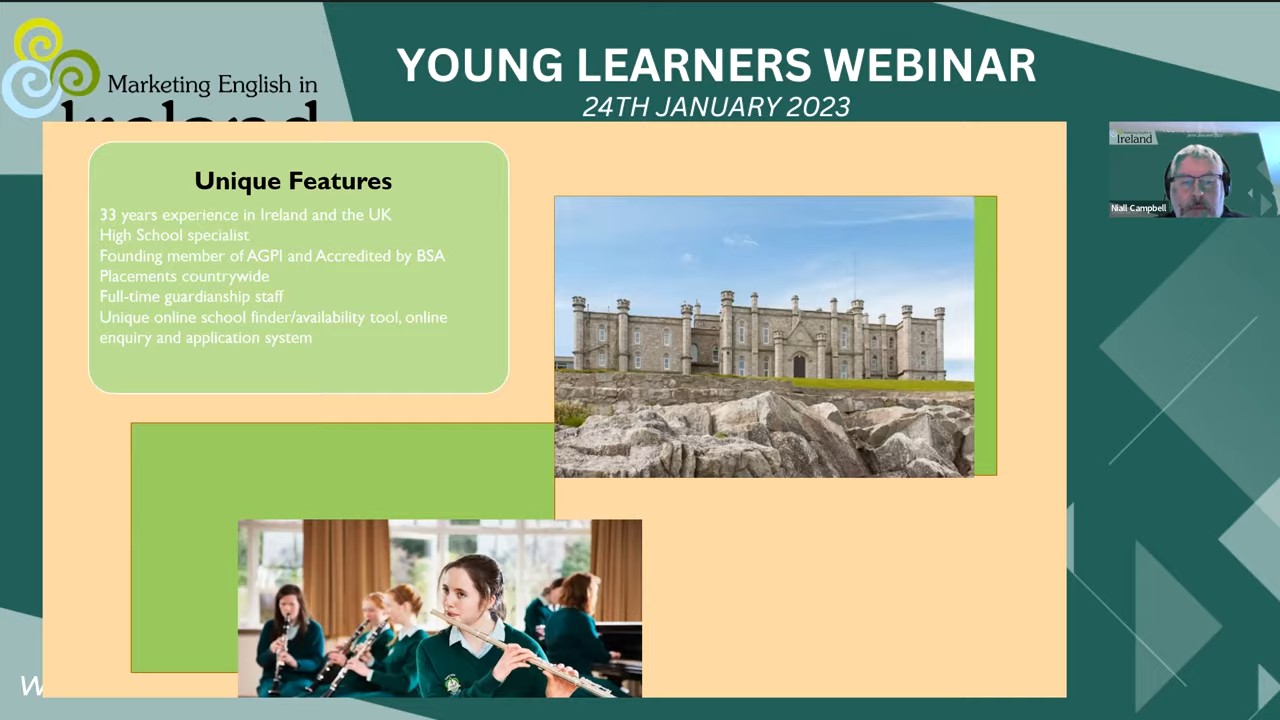 Marketing English in
Ireland
YOUNG LEARNERS WEBINAR
24TH JANUARY 2023
Unique Features
33 years experience in Ireland and the UK
High School specialist
Founding member of AGPI and Accredited by BSA
Placements countrywide
Full-time guardianship staff
Unique online school finder/availability tool, online
enquiry and application system
Ireland
Niall Campbell
W